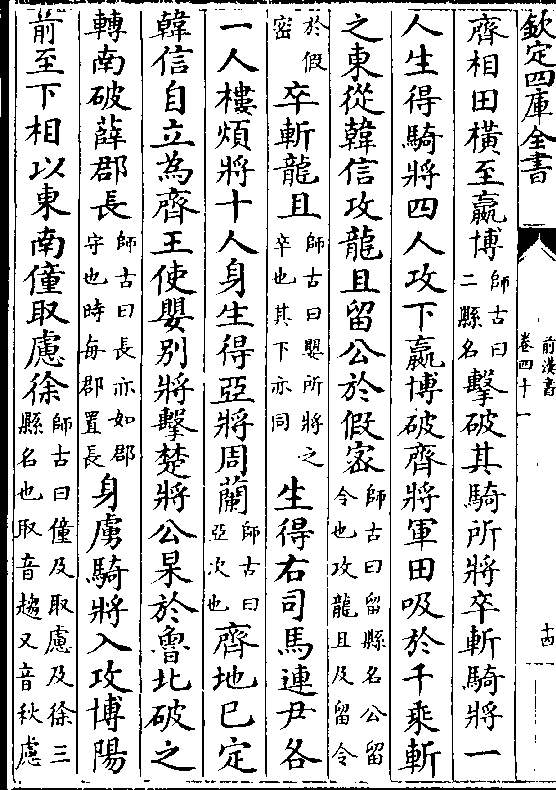 欽定四庫全書
前漢書
卷四十一
十四
齊相田橫至嬴博師古曰二縣名擊破其騎所將卒斬騎將一
人生得騎將四人攻下嬴博破齊將軍田吸於千乘斬
之東從韓信攻龍且留公於假宻師古曰留縣名公留令也攻龍且及留令
於假宻卒斬龍且師古曰嬰所將之卒也其下亦同生得右司馬連尹各
一人樓煩將十人身生得亞將周蘭師古曰亞次也齊地已定
韓信自立為齊王使嬰别將擊楚將公杲於魯北破之
轉南破薛郡長師古曰長亦如郡守也時每郡置長身虜騎將入攻博陽
前至下相以東南僮取慮徐師古曰僮及取慮及徐三縣名也取音趨又音秋慮